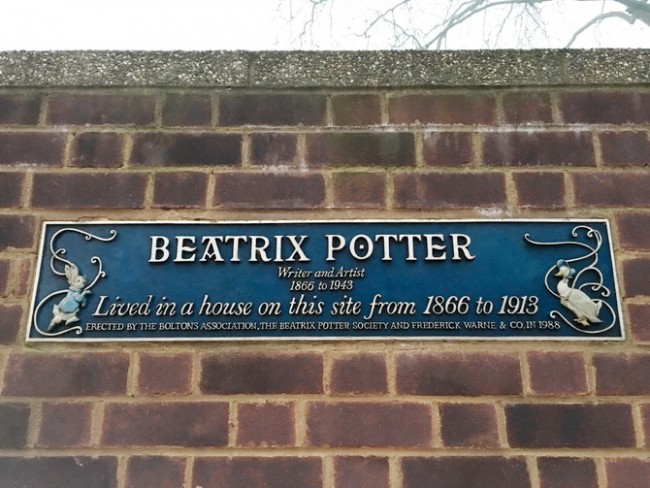 BEATRIX POTTER
Writer and Artist
1866 to 1943
Lived in a house on this site from 1866 to 1913
ERECTED BY THE BOLTONS ASSOCIATION, THE BEATRIX POTTER SOCIETY AND FREDERICK WARNE & CO. IN 1988